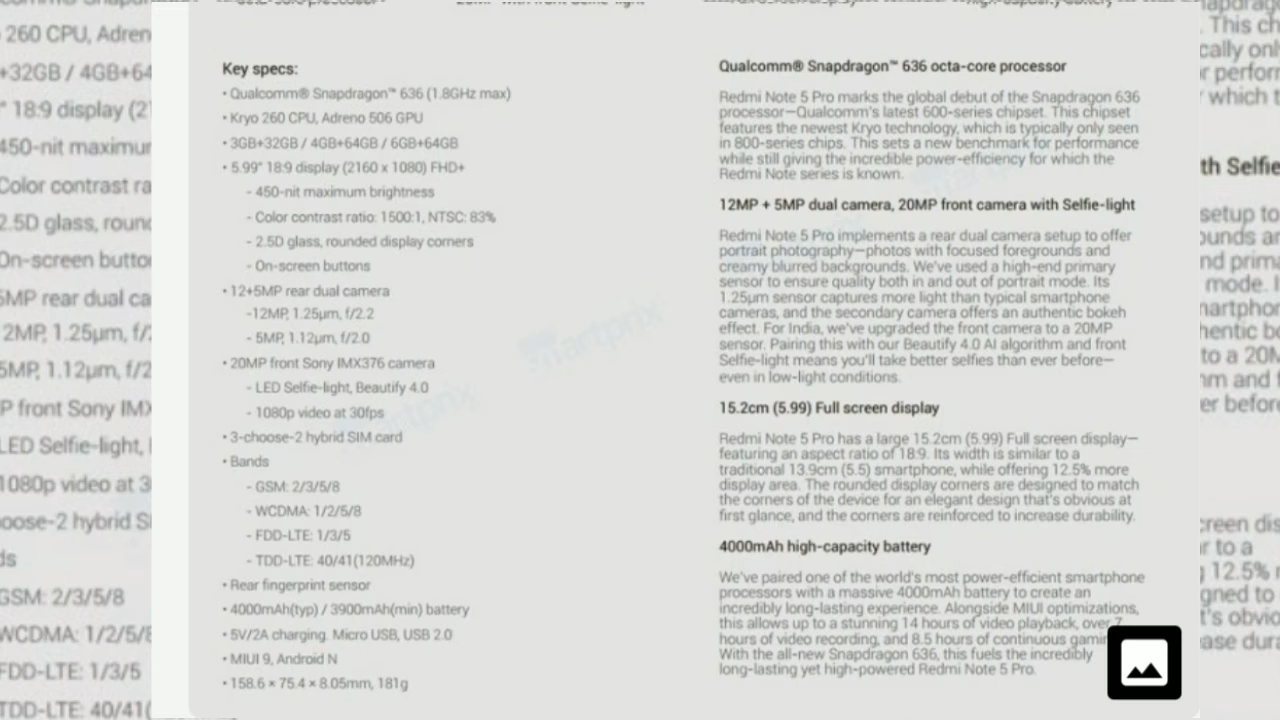 Key specs:
• Qualcomm® Snapdragon™ 636 (1.8GHz max)
• Kryo 260 CPU, Adreno 506 GPU
• 3GB+32GB / 4GB+64GB / 6GB+64GB
• 5.99" 18:9 display (2160 x 1080) FHD+
- 450-nit maximum brightness
- Color contrast ratio: 1500:1, NTSC: 83%
- 2.5D glass, rounded display corners
- On-screen buttons
• 12+5MP rear dual camera
-12MP, 1.25μm, f/2.2
- 5MP, 1.12μm, f/2.0
• 20MP front Sony IMX376 camera
- LED Selfie-light, Beautify 4.0
- 1080p video at 30fps
• 3-choose-2 hybrid SIM card
• Bands
- GSM: 2/3/5/8
- WCDMA: 1/2/5/8
- FDD-LTE: 1/3/5
- TDD-LTE: 40/41(120MHz)
• Rear fingerprint sensor
• 4000mAh(typ) / 3900mAh(min) battery
• 5V/2A charging. Micro USB, USB 2.0
• MIUI 9, Android N
• 158.6 × 75.4 × 8.05mm, 181g
Qualcomm® Snapdragon™ 636 octa-core processor
Redmi Note 5 Pro marks the global debut of the Snapdragon 636
processor—Qualcomm's latest 600-series chipset. This chipset
features the newest Kryo technology, which is typically only seen
in 800-series chips. This sets a new benchmark for performance
while still giving the incredible power-efficiency for which the
Redmi Note series is known.
12MP + 5MP dual camera, 20MP front camera with Selfie-light
Redmi Note 5 Pro implements a rear dual camera setup to offer
portrait photography—photos with focused foregrounds and
creamy blurred backgrounds. We've used a high-end primary
sensor to ensure quality both in and out of portrait mode. Its
1.25μm sensor captures more light than typical smartphone
cameras, and the secondary camera offers an authentic bokeh
effect. For India, we've upgraded the front camera to a 20MP
sensor. Pairing this with our Beautify 4.0 AI algorithm and front
Selfie-light means you'll take better selfies than ever before—
even in low-light conditions.
15.2cm (5.99) Full screen display
Redmi Note 5 Pro has a large 15.2cm (5.99) Full screen display—
featuring an aspect ratio of 18:9. Its width is similar to a
traditional 13.9cm (5.5) smartphone, while offering 12.5% more
display area. The rounded display corners are designed to match
the corners of the device for an elegant design that's obvious at
first glance, and the corners are reinforced to increase durability.
4000mAh high-capacity battery
We've paired one of the world's most power-efficient smartphone
processors with a massive 4000mAh battery to create an
incredibly long-lasting experience. Alongside MIUI optimizations,
this allows up to a stunning 14 hours of video playback, over 7
hours of video recording, and 8.5 hours of continuous
With the all-new Snapdragon 636, this fuels the incredibly
long-lasting yet high-powered Redmi Note 5 Pro.